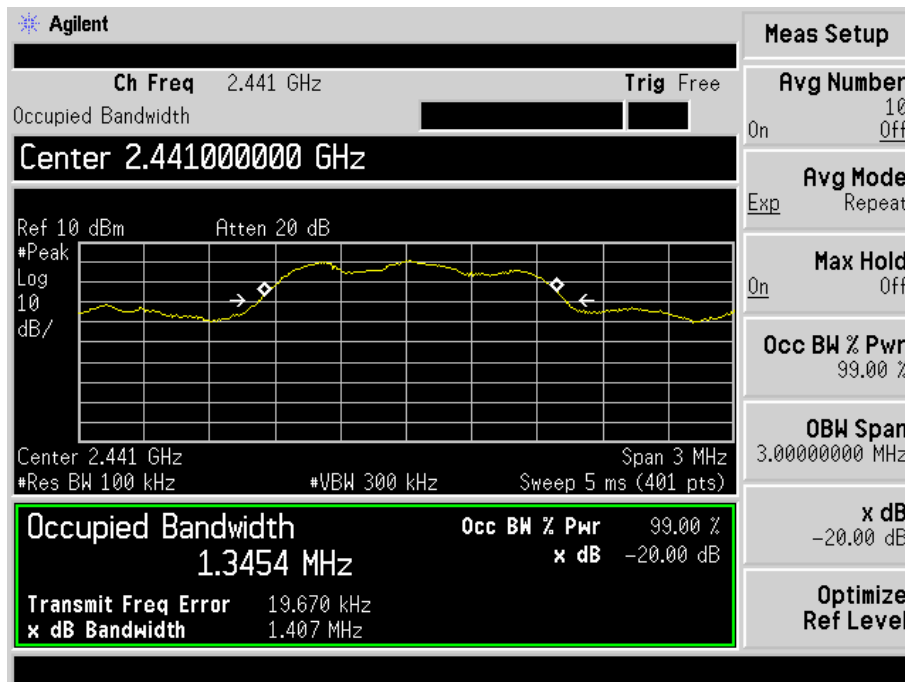 Agilent
Ch Freq 2.441 GHz Trig Free
Occupied Bandwidth
Center 2.441000000 GHz
Ref 10 dBm Atten 20 dB
#Peak
Log
10
dB/
Center 2.441 GHz Span 3 MHz
#Res BW 100 kHz #VBW 300 kHz Sweep 5 ms (401 pts)
Occupied Bandwidth
1.3454 MHz
Occ BW % Pwr 99.00 %
x dB -20.00 dB
Transmit Freq Error 19.670 kHz
x dB Bandwidth 1.407 MHz
Meas Setup
Avg Number
10
On Off
Avg Mode
Exp Repeat
Max Hold
On Off
Occ BW % Pwr
99.00 %
OBW Span
3.00000000 MHz
x dB
-20.00 dB
Optimize
Ref Level